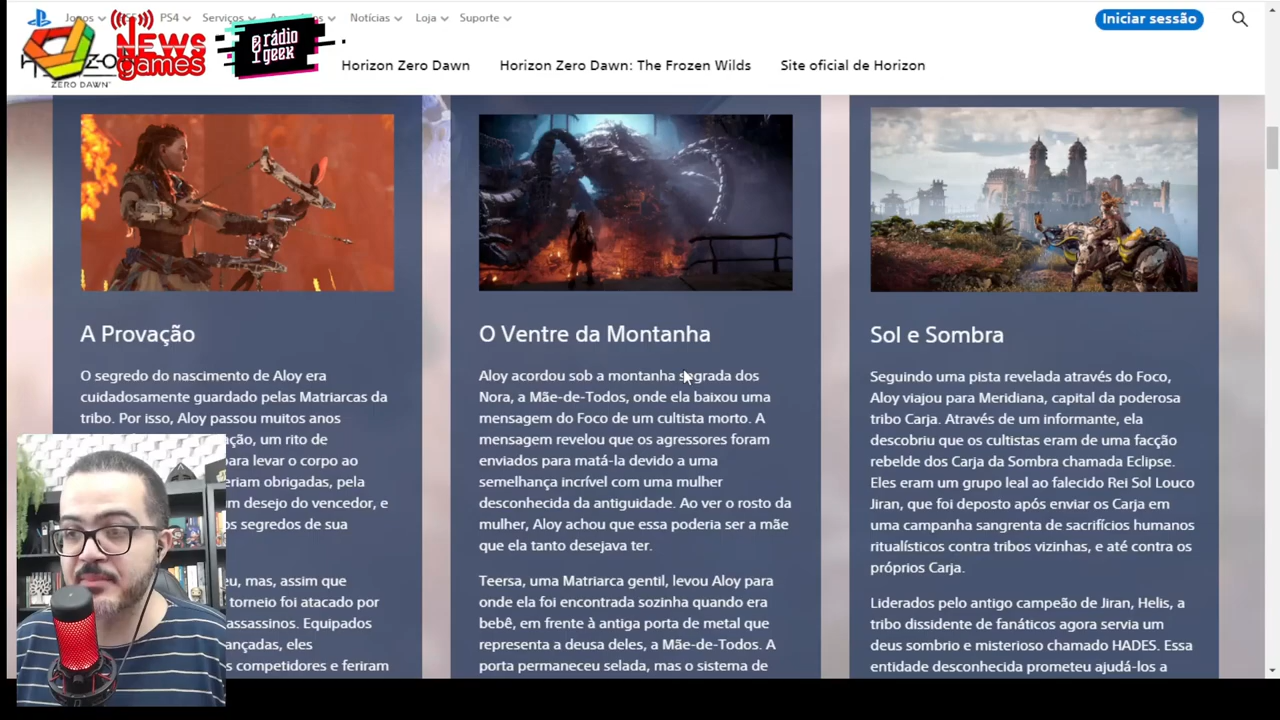 Jogos PS4 Serviços Acessórios Notícias Loja Suporte
Iniciar sessão
NEWS
games
rádio
geek
ZERO DAWN
Horizon Zero Dawn
Horizon Zero Dawn: The Frozen Wilds
Site oficial de Horizon
A Provação
O segredo do nascimento de Aloy era
cuidadosamente guardado pelas Matriarcas da
tribo. Por isso, Aloy passou muitos anos
ação, um rito de
para levar o corpo ao
eriam obrigadas, pela
m desejo do vencedor, e
os segredos de sua
eu, mas, assim que
torneio foi atacado por
assassinos. Equipados
ançadas, eles
competidores e feriram
O Ventre da Montanha
Aloy acordou sob a montanha sagrada dos
Nora, a Mãe-de-Todos, onde ela baixou uma
mensagem do Foco de um cultista morto. A
mensagem revelou que os agressores foram
enviados para matá-la devido a uma
semelhança incrível com uma mulher
desconhecida da antiguidade. Ao ver o rosto da
mulher, Aloy achou que essa poderia ser a mãe
que ela tanto desejava ter.
Teersa, uma Matriarca gentil, levou Aloy para
onde ela foi encontrada sozinha quando era
bebê, em frente à antiga porta de metal que
representa a deusa deles, a Mãe-de-Todos. A
porta permaneceu selada, mas o sistema de
Sol e Sombra
Seguindo uma pista revelada através do Foco,
Aloy viajou para Meridiana, capital da poderosa
tribo Carja. Através de um informante, ela
descobriu que os cultistas eram de uma facção
rebelde dos Carja da Sombra chamada Eclipse.
Eles eram um grupo leal ao falecido Rei Sol Louco
Jiran, que foi deposto após enviar os Carja em
uma campanha sangrenta de sacrifícios humanos
ritualísticos contra tribos vizinhas, e até contra os
próprios Carja.
Liderados pelo antigo campeão de Jiran, Helis, a
tribo dissidente de fanáticos agora servia um
deus sombrio e misterioso chamado HADES. Essa
entidade desconhecida prometeu ajudá-los a